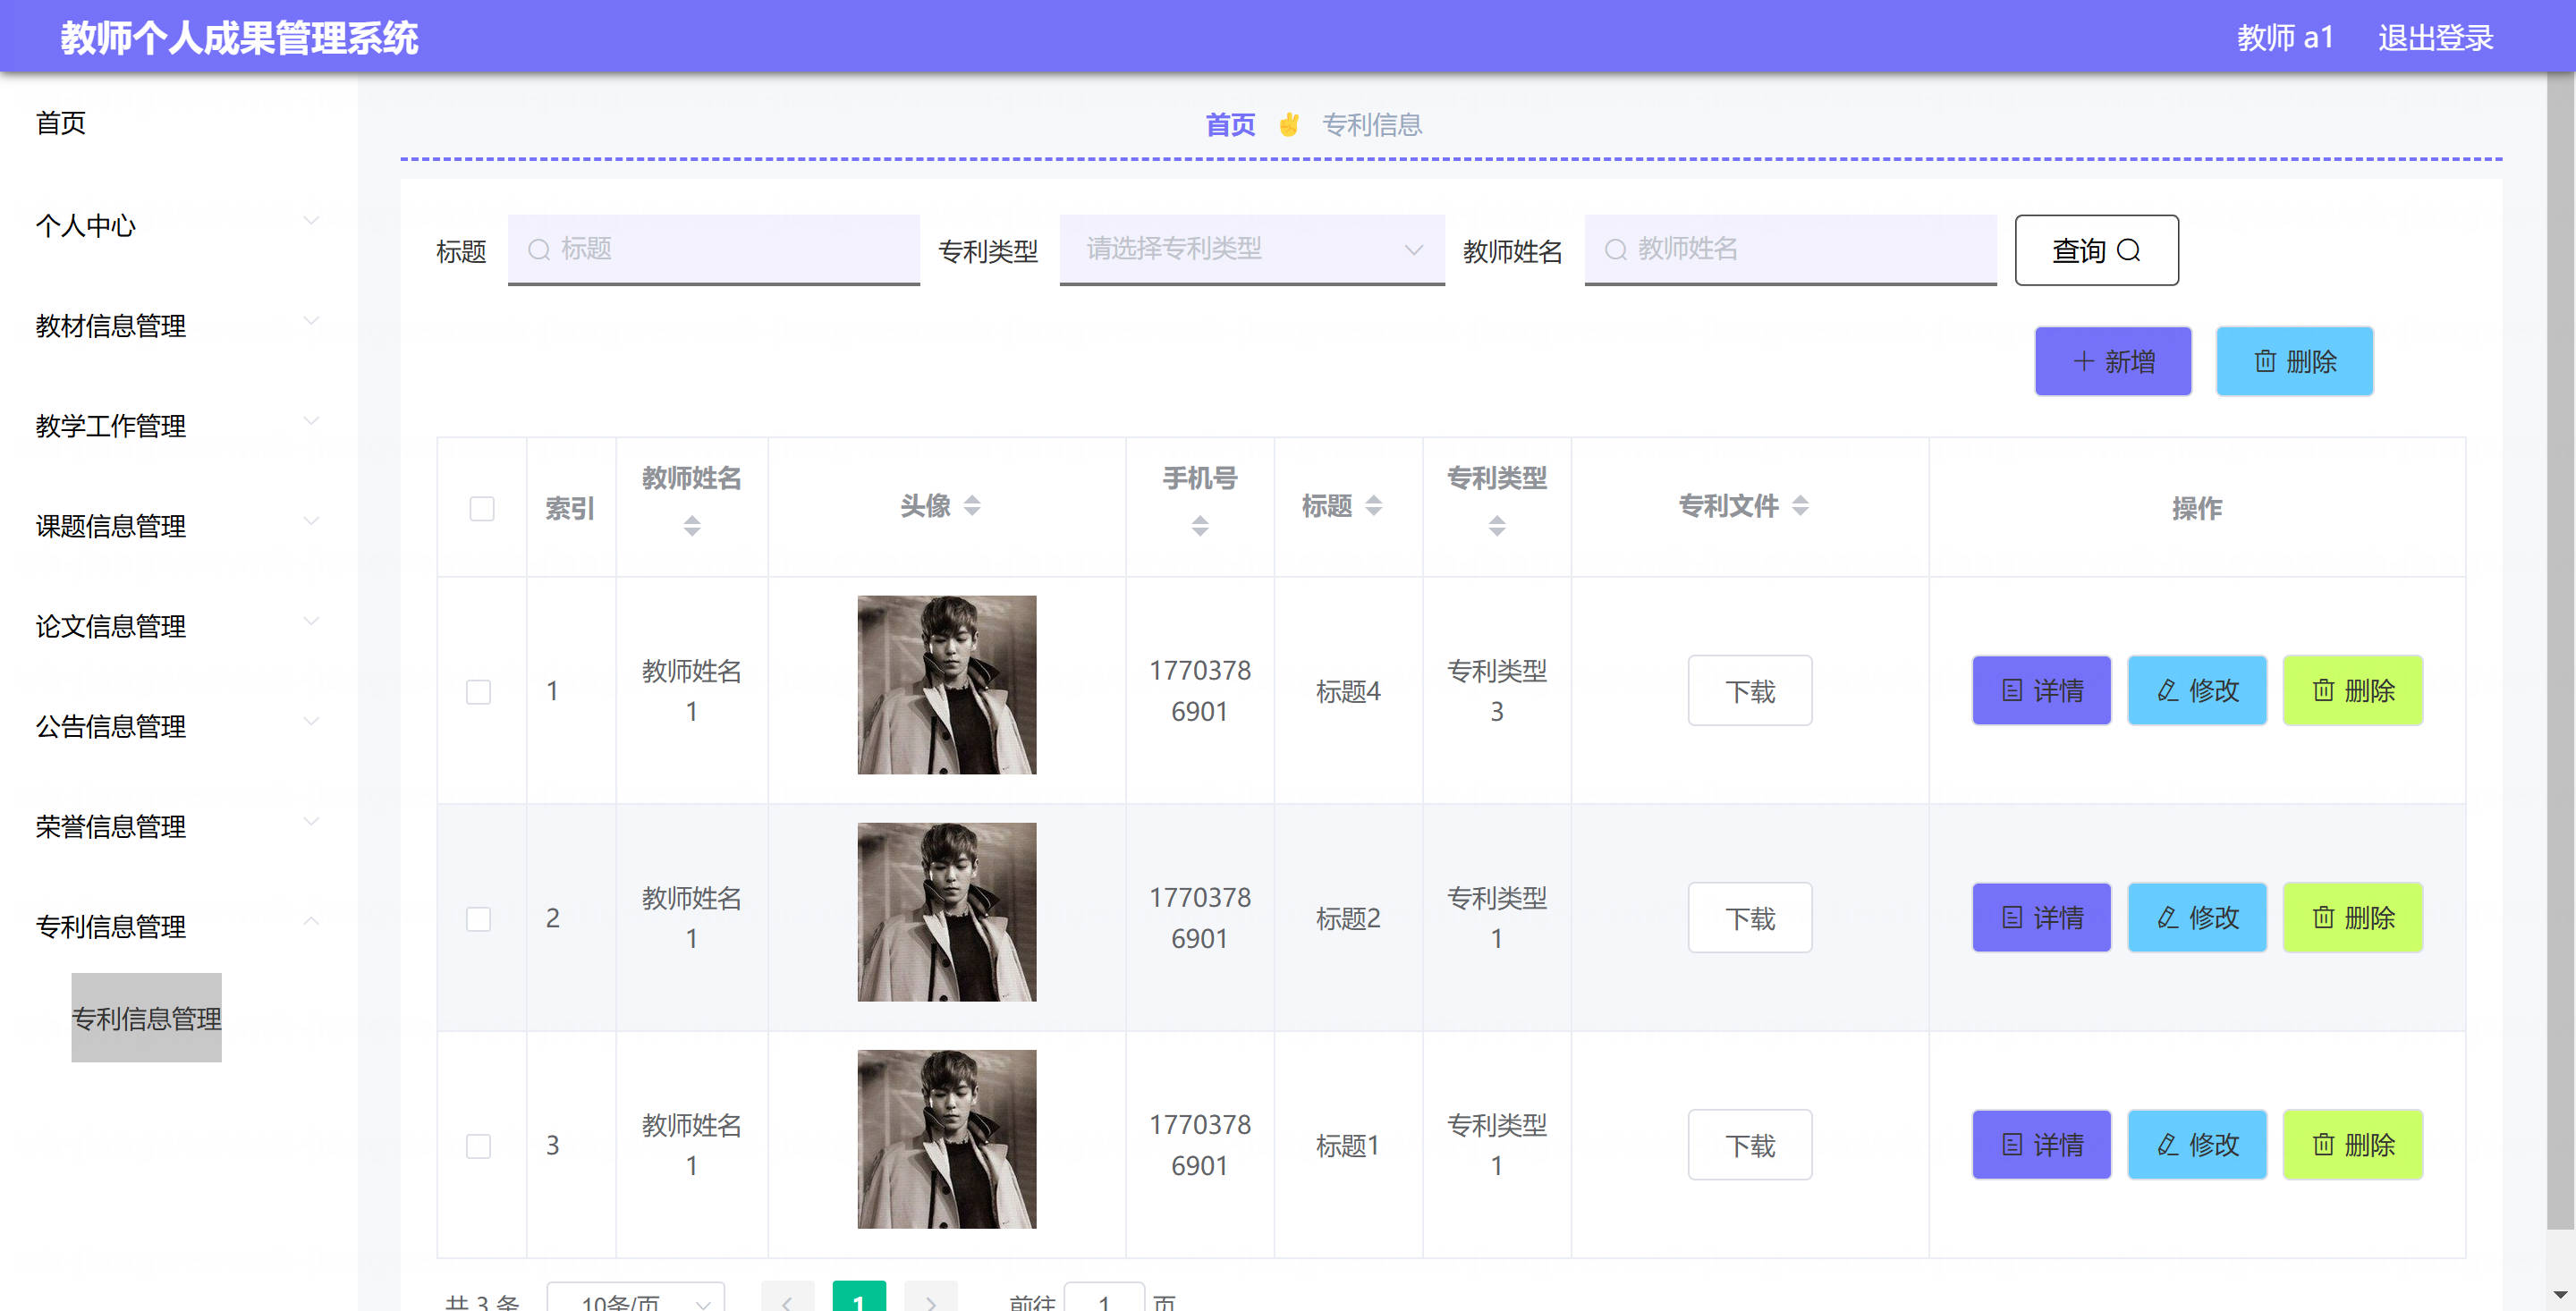 教师个人成果管理系统
教师 a1 退出登录
首页
个人中心
教材信息管理
教学工作管理
课题信息管理
论文信息管理
公告信息管理
荣誉信息管理
专利信息管理
专利信息管理
首页 专利信息
标题 标题 专利类型 请选择专利类型 教师姓名 教师姓名 查询
新增 删除
索引 教师姓名 头像 手机号 标题 专利类型 专利文件 操作
1 教师姓名1 17703786901 标题4 专利类型3 下载 详情 修改 删除
2 教师姓名1 17703786901 标题2 专利类型1 下载 详情 修改 删除
3 教师姓名1 17703786901 标题1 专利类型1 下载 详情 修改 删除
共 3 条 10条/页 1 前往 1 页